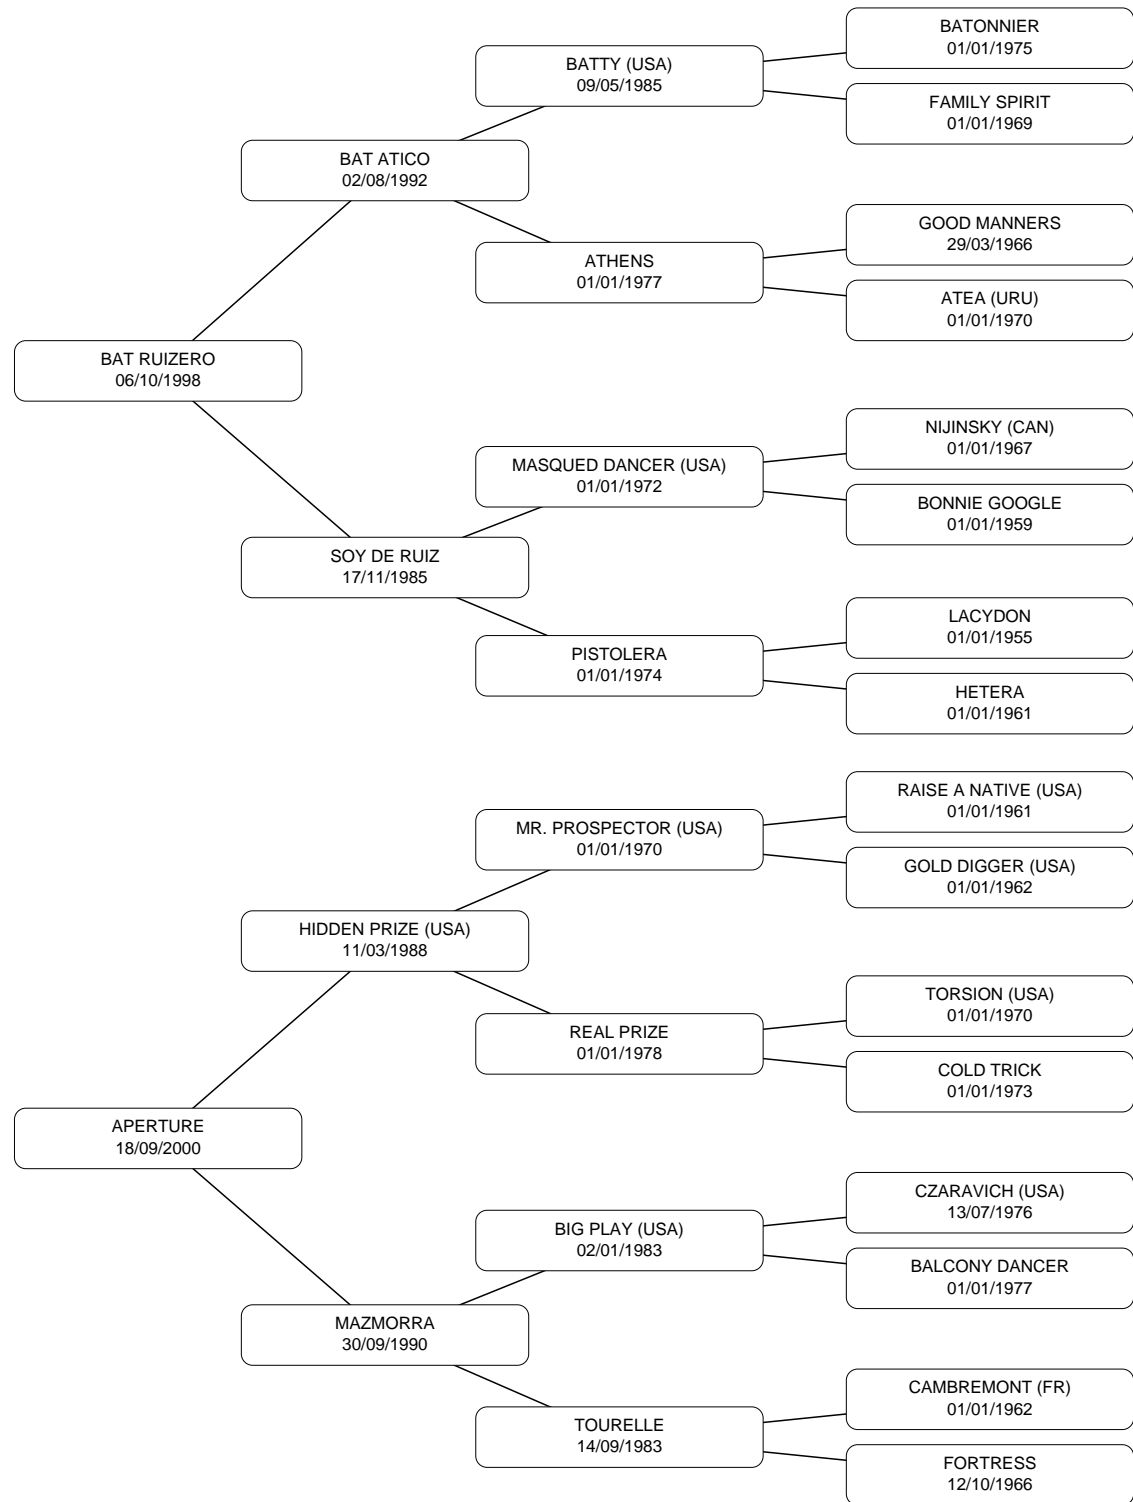 BATONNIER
01/01/1975
BATTY (USA)
09/05/1985
FAMILY SPIRIT
01/01/1969
BAT ATICO
02/08/1992
GOOD MANNERS
29/03/1966
ATHENS
01/01/1977
ATEA (URU)
01/01/1970
BAT RUIZERO
06/10/1998
NIJINSKY (CAN)
01/01/1967
MASQUED DANCER (USA)
01/01/1972
BONNIE GOOGLE
01/01/1959
SOY DE RUIZ
17/11/1985
LACYDON
01/01/1955
PISTOLERA
01/01/1974
HETERA
01/01/1961
RAISE A NATIVE (USA)
01/01/1961
MR. PROSPECTOR (USA)
01/01/1970
GOLD DIGGER (USA)
01/01/1962
HIDDEN PRIZE (USA)
11/03/1988
TORSION (USA)
01/01/1970
REAL PRIZE
01/01/1978
COLD TRICK
01/01/1973
APERTURE
18/09/2000
CZARAVICH (USA)
13/07/1976
BIG PLAY (USA)
02/01/1983
BALCONY DANCER
01/01/1977
MAZMORRA
30/09/1990
CAMBREMONT (FR)
01/01/1962
TOURELLE
14/09/1983
FORTRESS
12/10/1966